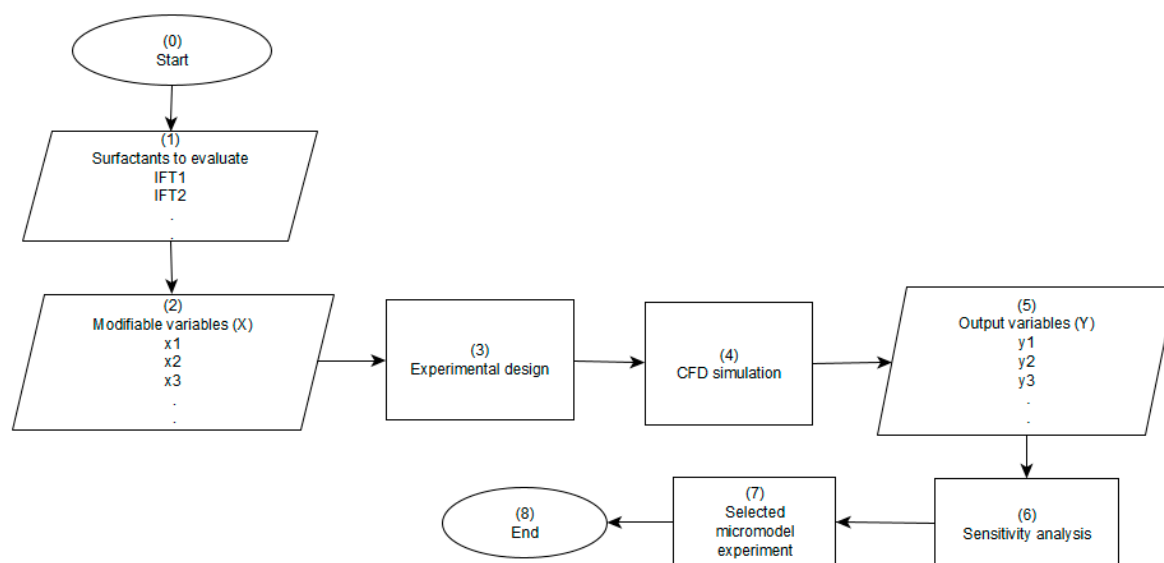 (0)
Start
(1)
Surfactants to evaluate
IFT1
IFT2
.
.
(2)
Modifiable variables (X)
x1
x2
x3
.
.
(3)
Experimental design
(4)
CFD simulation
(5)
Output variables (Y)
y1
y2
y3
.
.
(6)
Sensitivity analysis
(7)
Selected
micromodel
experiment
(8)
End